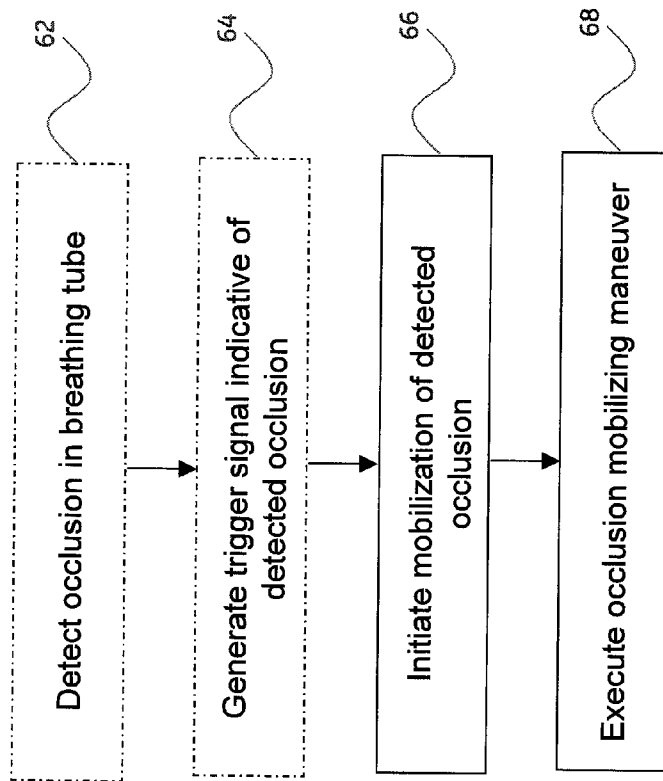 Detect occlusion in breathing tube
62
Generate trigger signal indicative of
detected occlusion
64
Initiate mobilization of detected
occlusion
66
Execute occlusion mobilizing maneuver
68